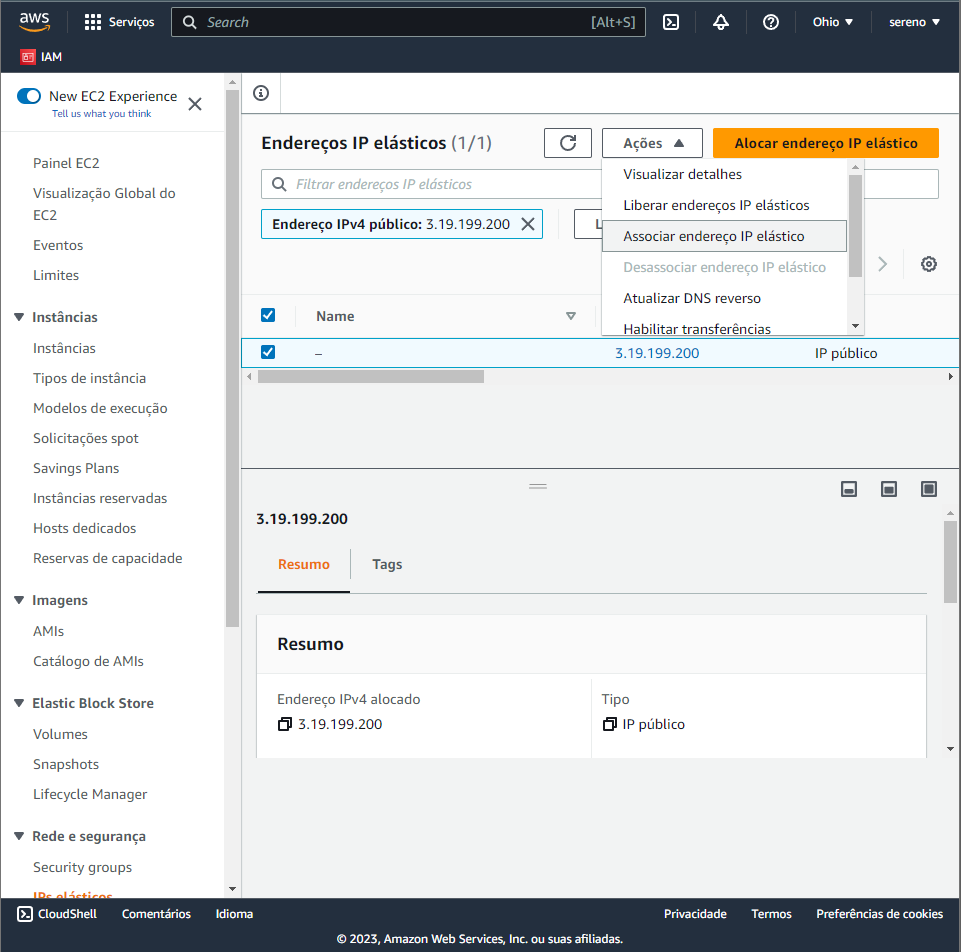 aws
Serviços
Search
[Alt+S]
Ohio
sereno
IAM
New EC2 Experience
Tell us what you think
Painel EC2
Visualização Global do
EC2
Eventos
Limites
Instâncias
Instâncias
Tipos de instância
Modelos de execução
Solicitações spot
Savings Plans
Instâncias reservadas
Hosts dedicados
Reservas de capacidade
Imagens
AMIs
Catálogo de AMIs
Elastic Block Store
Volumes
Snapshots
Lifecycle Manager
Rede e segurança
Security groups
IPs elásticos
Endereços IP elásticos (1/1)
Ações
Alocar endereço IP elástico
Filtrar endereços IP elásticos
Endereço IPv4 público: 3.19.199.200
L
Visualizar detalhes
Liberar endereços IP elásticos
Associar endereço IP elástico
Desassociar endereço IP elástico
Atualizar DNS reverso
Habilitar transferências
Name
– 3.19.199.200 IP público
3.19.199.200
Resumo
Tags
Resumo
Endereço IPv4 alocado
3.19.199.200
Tipo
IP público
CloudShell
Comentários
Idioma
Privacidade
Termos
Preferências de cookies
© 2023, Amazon Web Services, Inc. ou suas afiliadas.